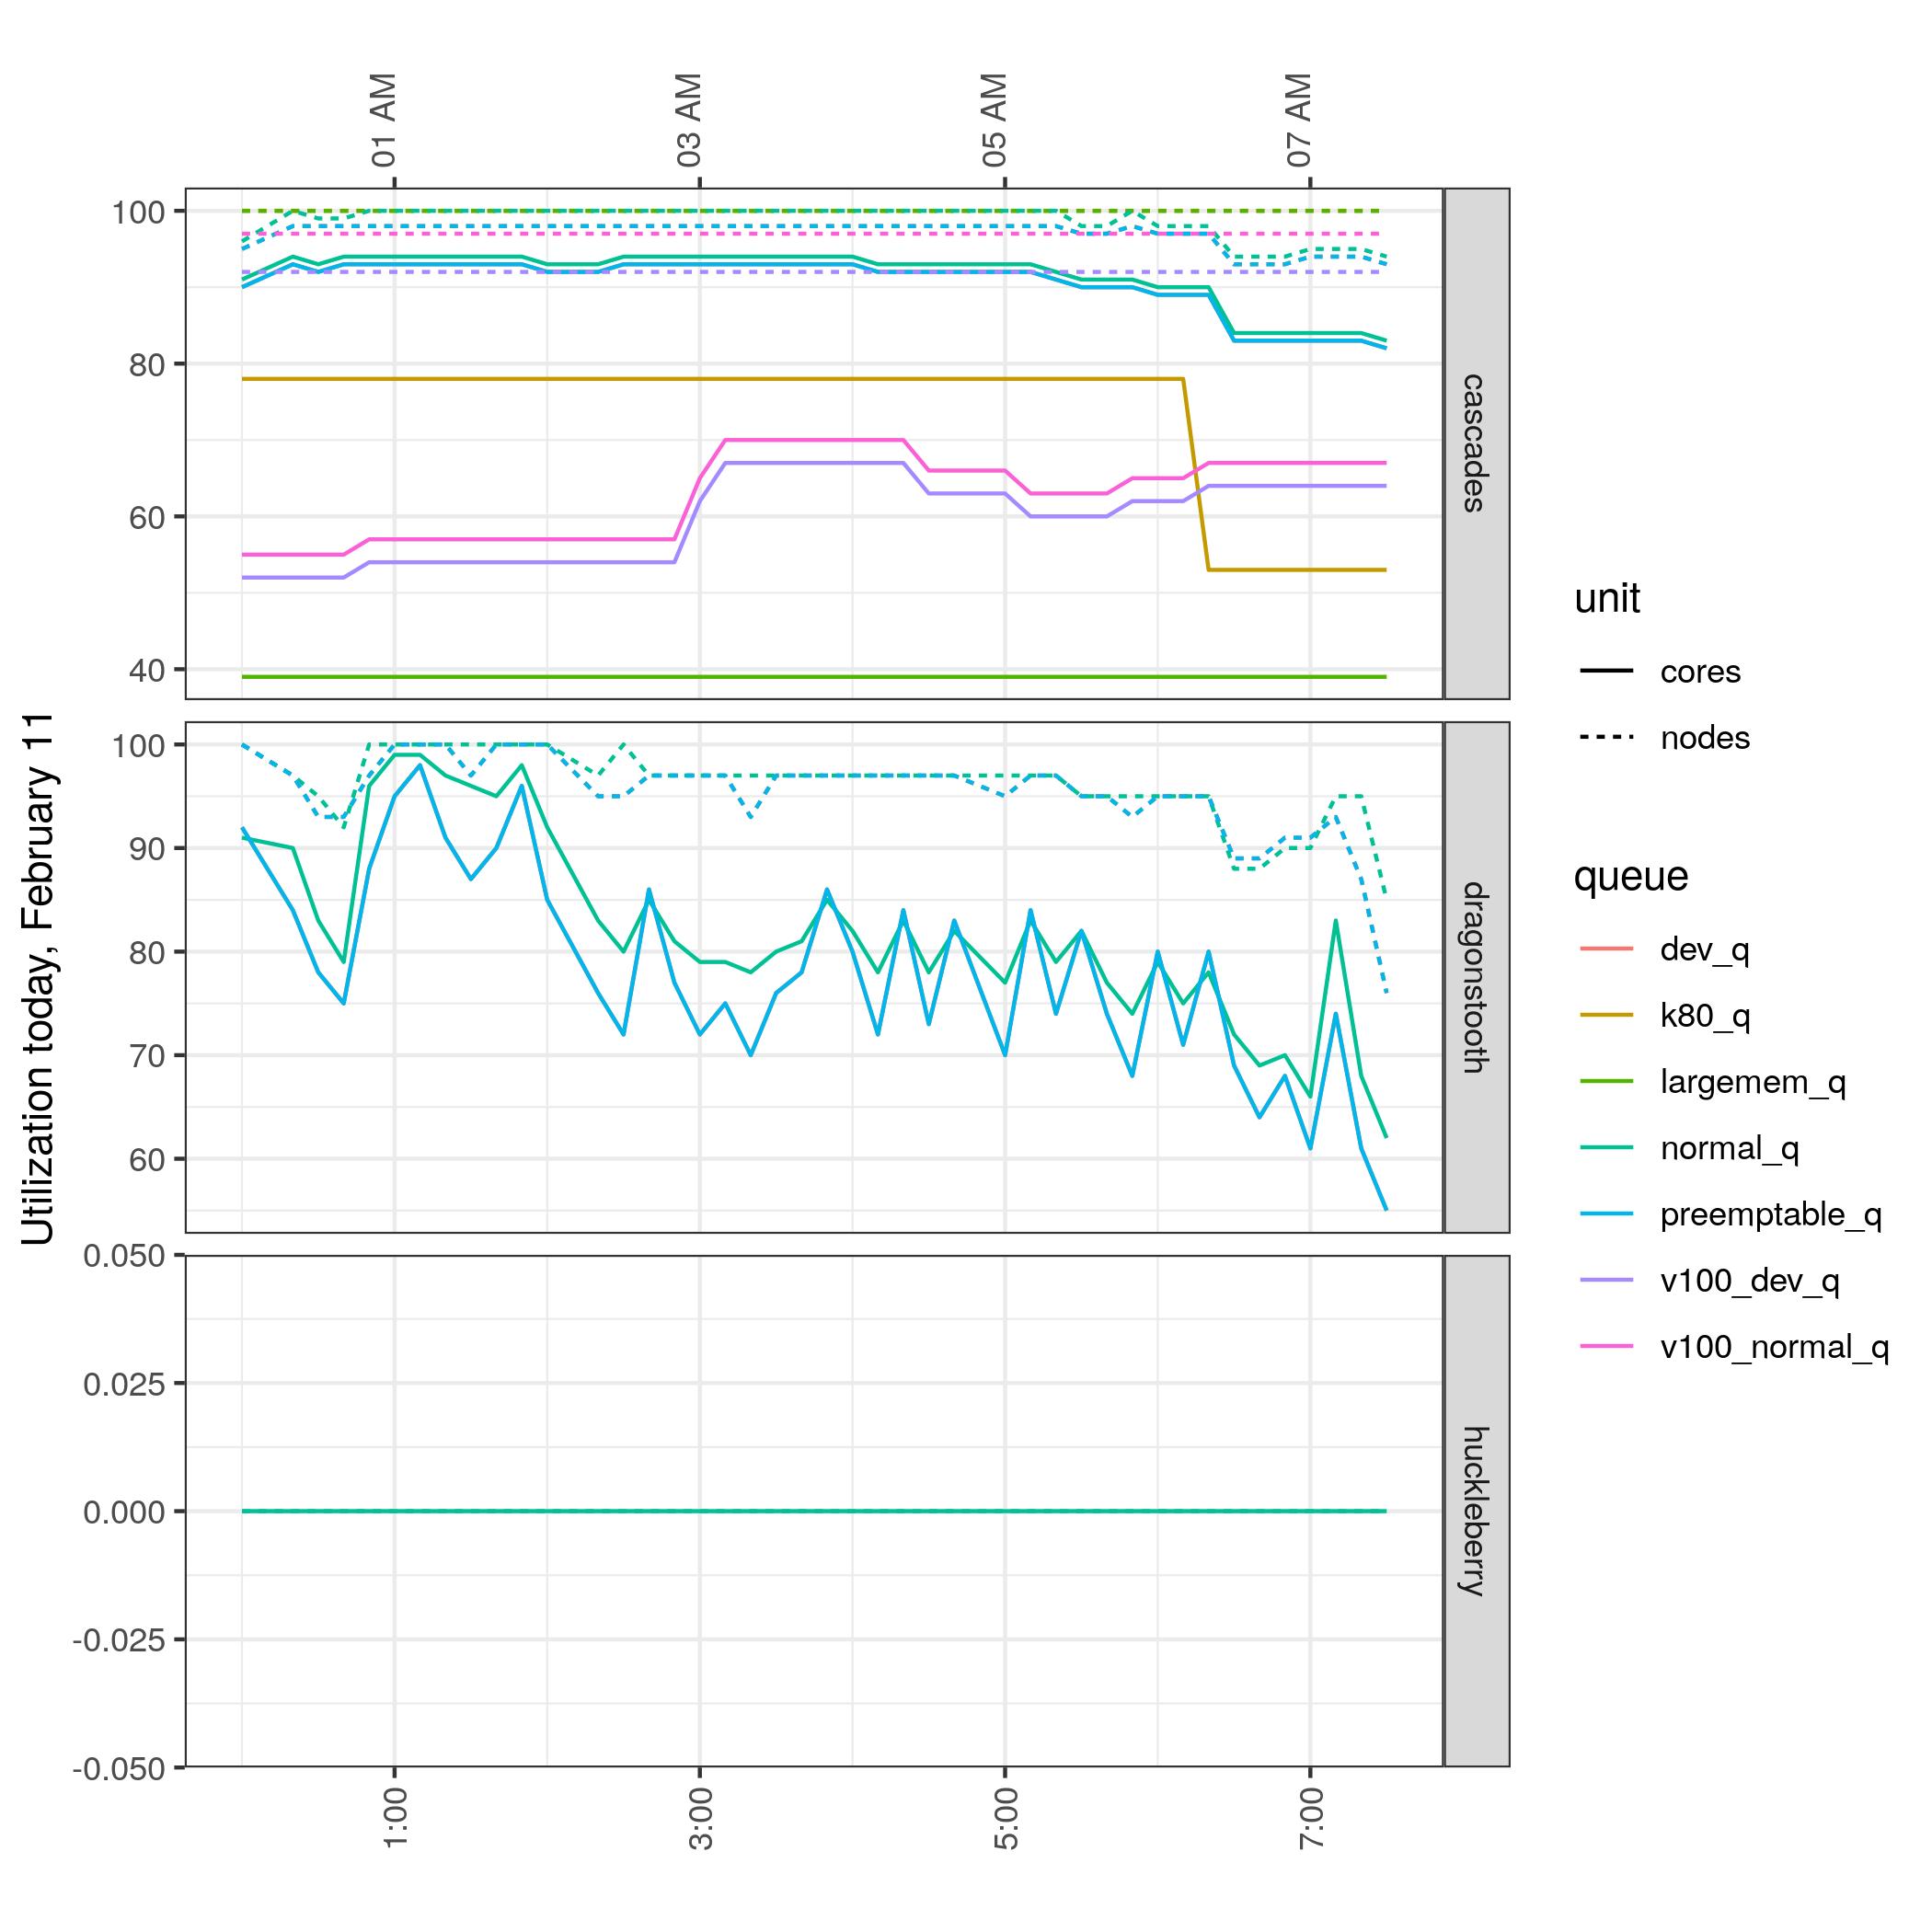 01 AM
03 AM
05 AM
07 AM
Utilization today, February 11
100
80
60
40
cascades
100
90
80
70
60
dragonstooth
0.050
0.025
0.000
-0.025
-0.050
huckleberry
1:00
3:00
5:00
7:00
unit
cores
nodes
queue
dev_q
k80_q
largemem_q
normal_q
preemptable_q
v100_dev_q
v100_normal_q